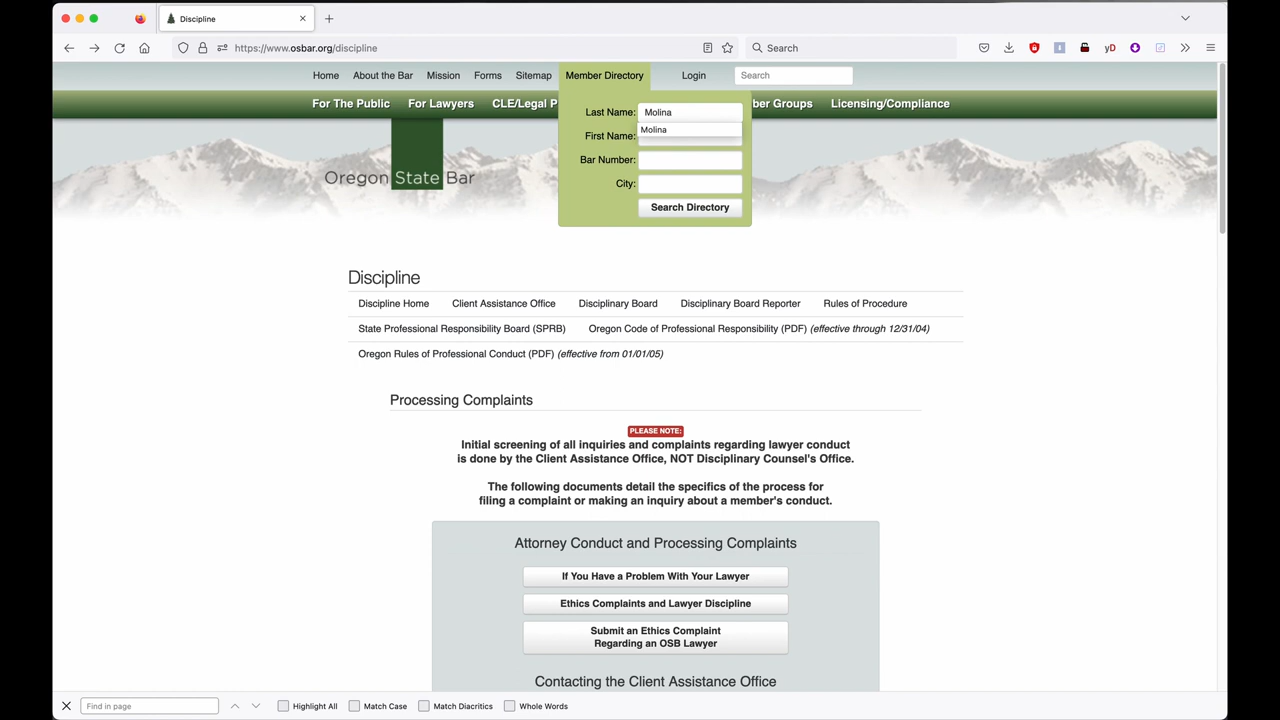 Discipline
https://www.osbar.org/discipline
Search
yD
Home About the Bar Mission Forms Sitemap Member Directory Login Search
For The Public For Lawyers CLE/Legal P ber Groups Licensing/Compliance
Last Name: Molina
Molina
First Name:
Bar Number:
City:
Search Directory
Oregon State Bar
Discipline
Discipline Home Client Assistance Office Disciplinary Board Disciplinary Board Reporter Rules of Procedure
State Professional Responsibility Board (SPRB) Oregon Code of Professional Responsibility (PDF) (effective through 12/31/04)
Oregon Rules of Professional Conduct (PDF) (effective from 01/01/05)
Processing Complaints
PLEASE NOTE:
Initial screening of all inquiries and complaints regarding lawyer conduct
is done by the Client Assistance Office, NOT Disciplinary Counsel's Office.
The following documents detail the specifics of the process for
filing a complaint or making an inquiry about a member's conduct.
Attorney Conduct and Processing Complaints
If You Have a Problem With Your Lawyer
Ethics Complaints and Lawyer Discipline
Submit an Ethics Complaint
Regarding an OSB Lawyer
Contacting the Client Assistance Office
Find in page Highlight All Match Case Match Diacritics Whole Words